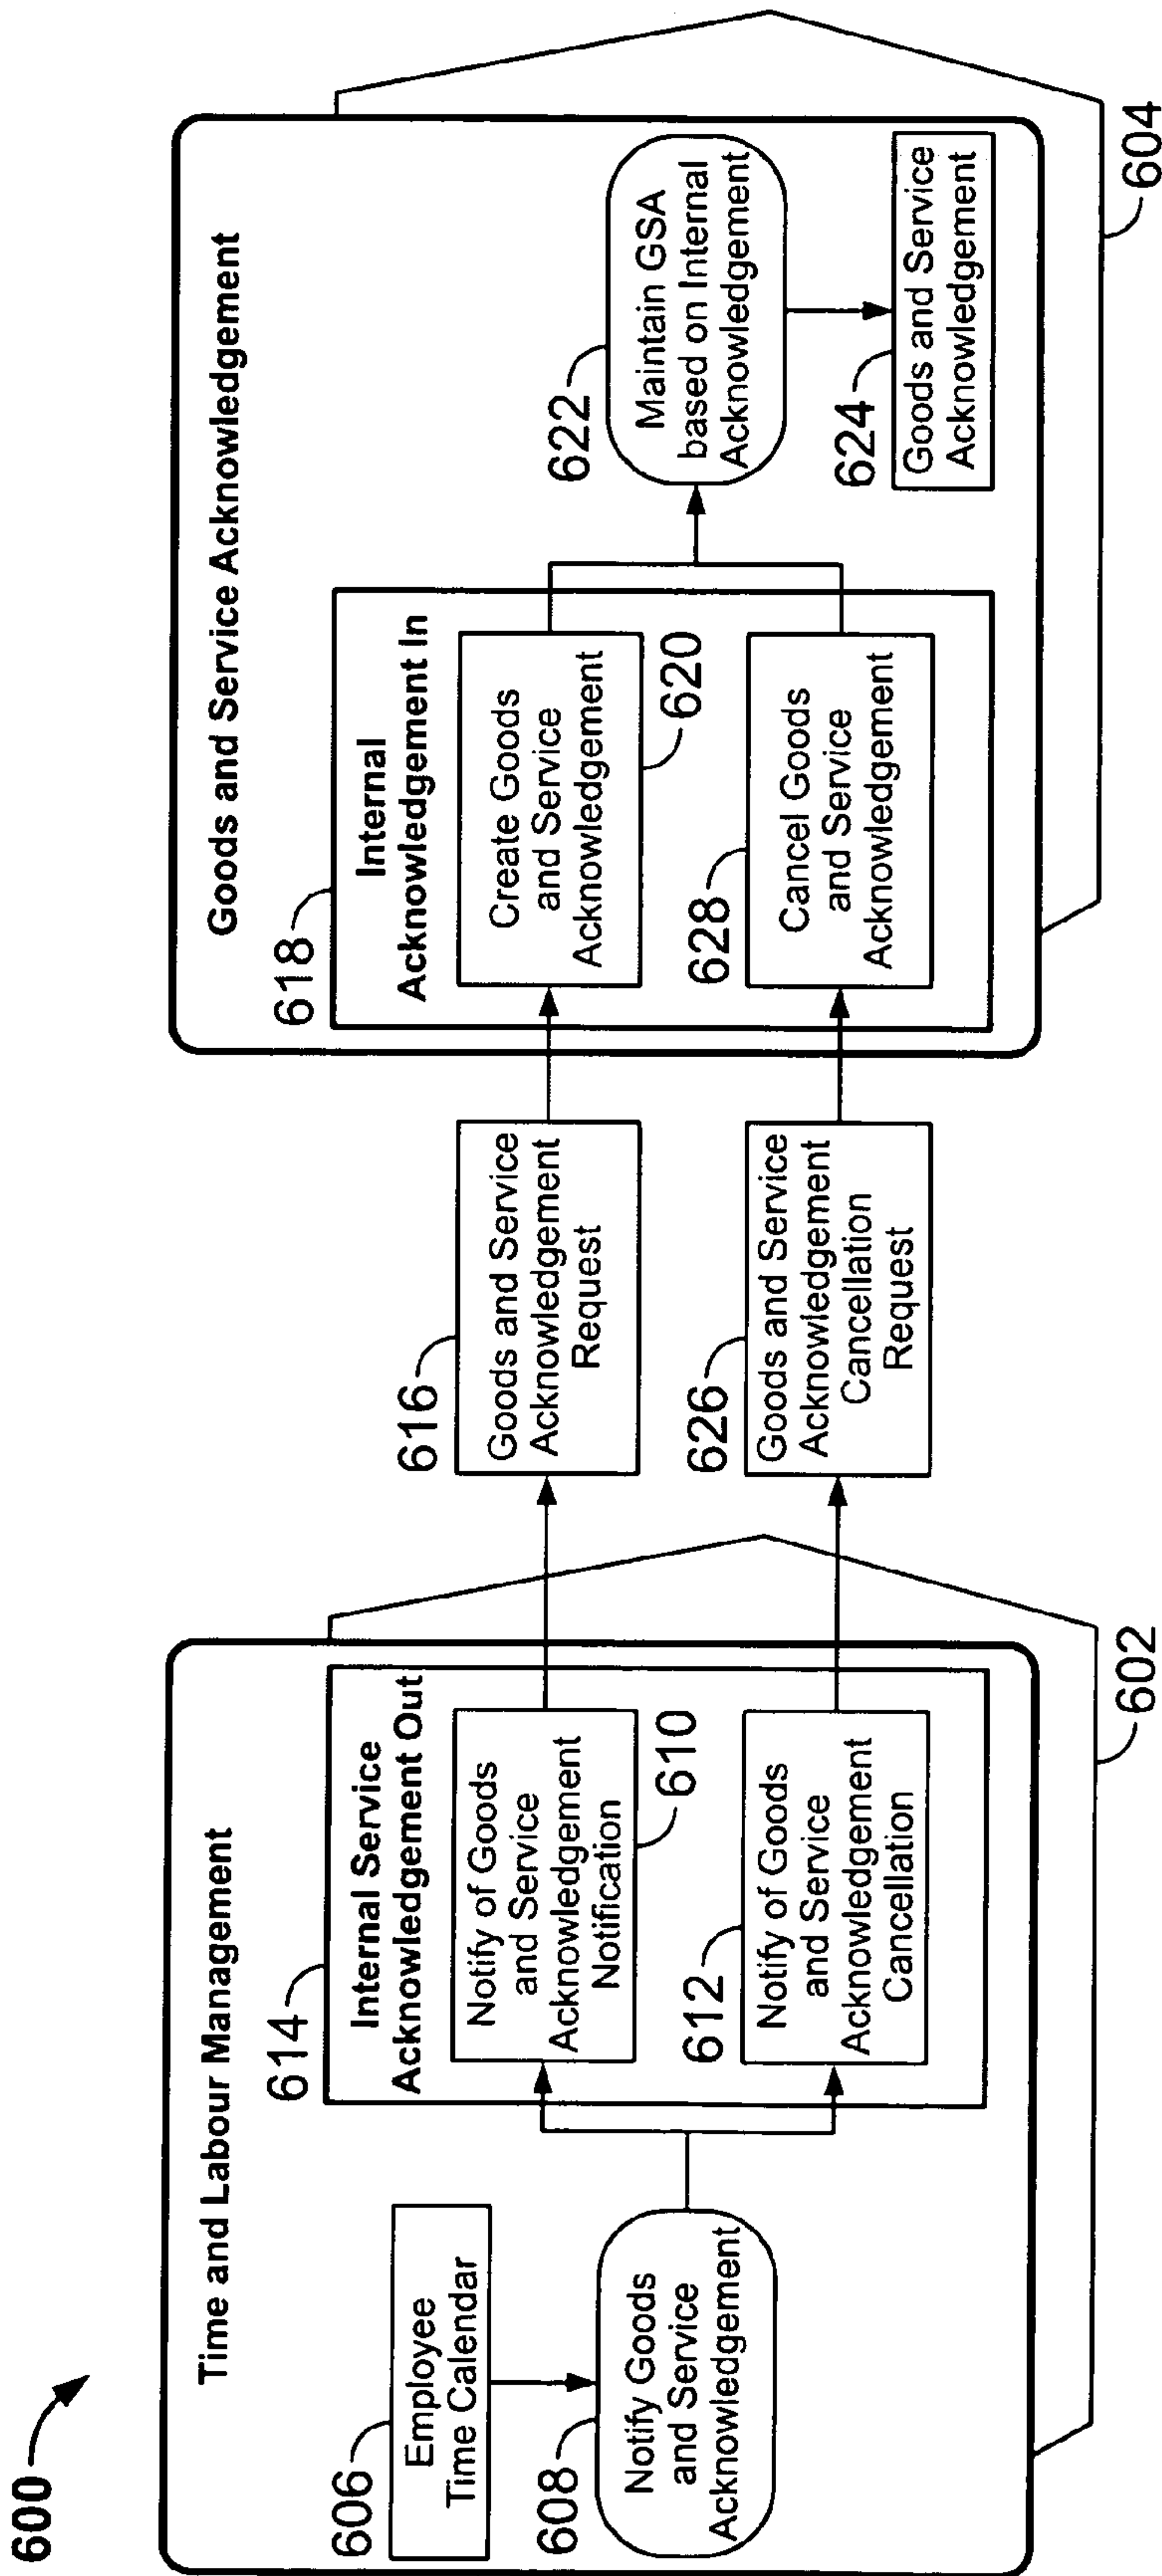 600
Time and Labour Management
606
Employee
Time Calendar
608
Notify Goods
and Service
Acknowledgement
614
Internal Service
Acknowledgement Out
Notify of Goods
and Service
Acknowledgement
Notification
610
612
Notify of Goods
and Service
Acknowledgement
Cancellation
602
616
Goods and Service
Acknowledgement
Request
626
Goods and Service
Acknowledgement
Cancellation
Request
Goods and Service Acknowledgement
618
Internal
Acknowledgement In
Create Goods
and Service
Acknowledgement
620
628
Cancel Goods
and Service
Acknowledgement
622
Maintain GSA
based on Internal
Acknowledgement
624
Goods and Service
Acknowledgement
604